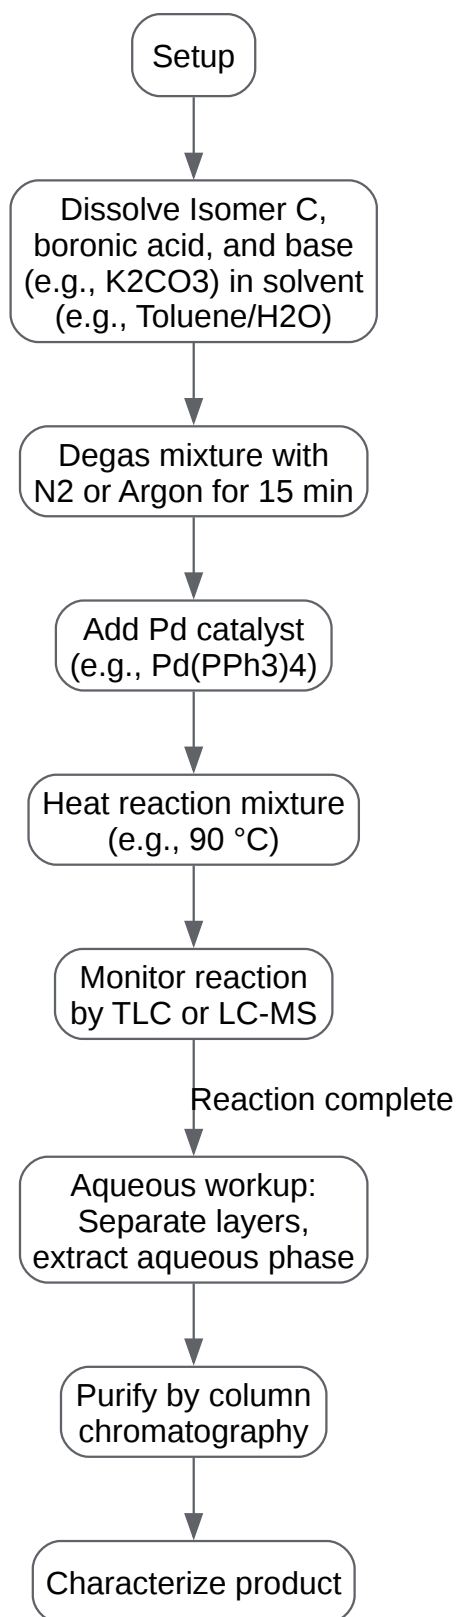 Setup
Dissolve Isomer C,
boronic acid, and base
(e.g., K2CO3) in solvent
(e.g., Toluene/H2O)
Degas mixture with
N2 or Argon for 15 min
Add Pd catalyst
(e.g., Pd(PPh3)4)
Heat reaction mixture
(e.g., 90 °C)
Monitor reaction
by TLC or LC-MS
Reaction complete
Aqueous workup:
Separate layers,
extract aqueous phase
Purify by column
chromatography
Characterize product